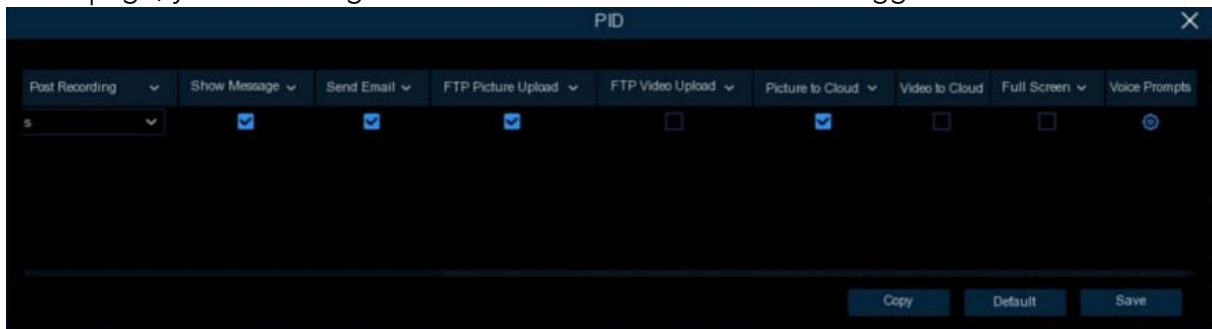 PID
Post Recording Show Message Send Email FTP Picture Upload FTP Video Upload Picture to Cloud Video to Cloud Full Screen Voice Prompts
s
Copy Default Save